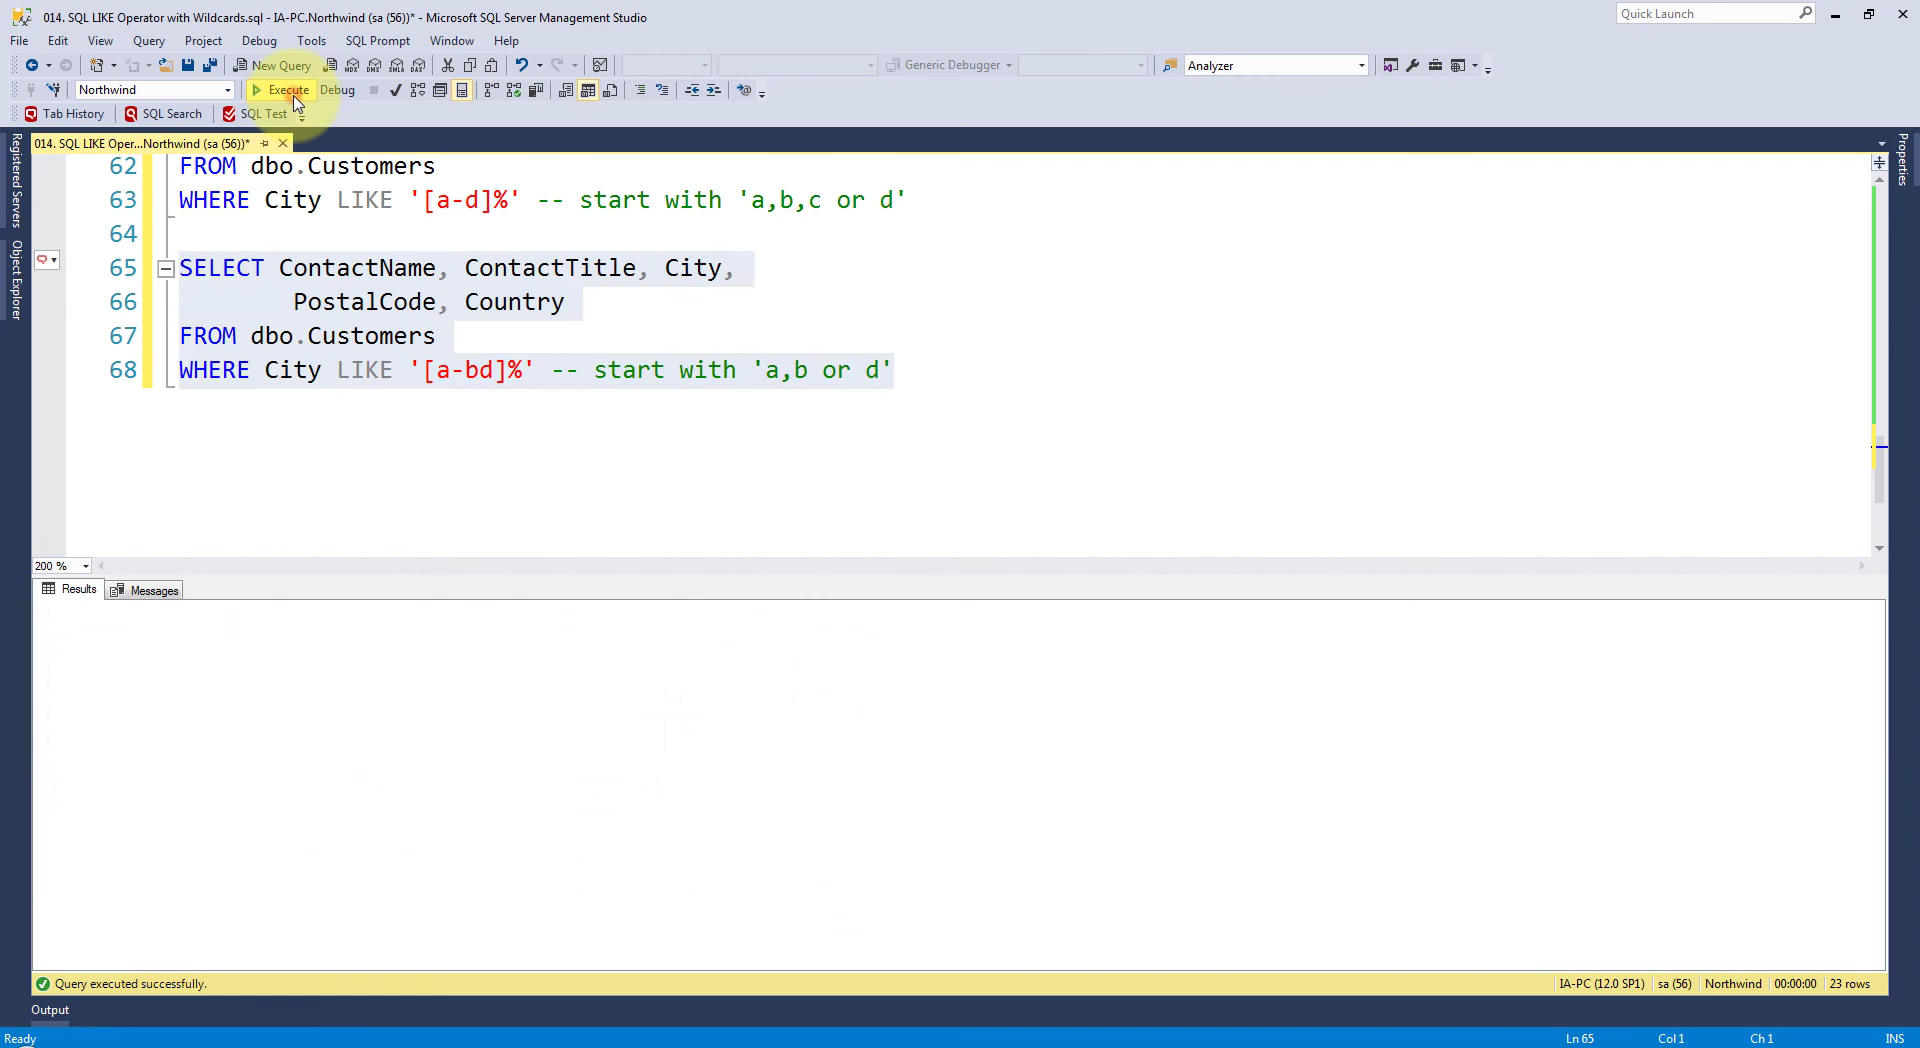 014. SQL LIKE Operator with Wildcards.sql - IA-PC.Northwind (sa (56))* - Microsoft SQL Server Management Studio
Quick Launch
File Edit View Query Project Debug Tools SQL Prompt Window Help
New Query Generic Debugger Analyzer
Northwind Execute Debug
Tab History SQL Search SQL Test
014. SQL LIKE Oper...Northwind (sa (56))*
Registered Servers
Object Explorer
Properties
62 FROM dbo.Customers
63 WHERE City LIKE '[a-d]%' -- start with 'a,b,c or d'
64
65 SELECT ContactName, ContactTitle, City,
66 PostalCode, Country
67 FROM dbo.Customers
68 WHERE City LIKE '[a-bd]%' -- start with 'a,b or d'
200 %
Results Messages
Query executed successfully. IA-PC (12.0 SP1) sa (56) Northwind 00:00:00 23 rows
Output
Ready Ln 65 Col 1 Ch 1 INS